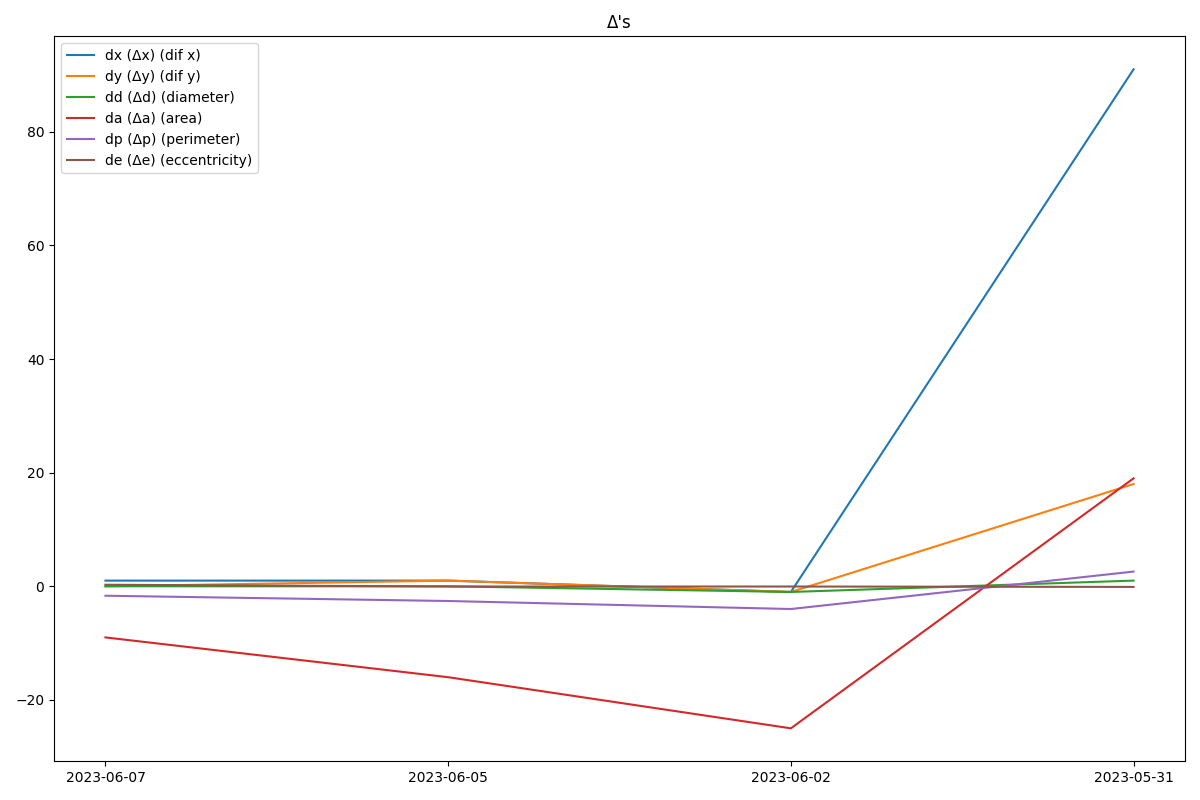 Δ's
dx (Δx) (dif x)
dy (Δy) (dif y)
dd (Δd) (diameter)
da (Δa) (area)
dp (Δp) (perimeter)
de (Δe) (eccentricity)
80
60
40
20
0
−20
2023-06-07 2023-06-05 2023-06-02 2023-05-31